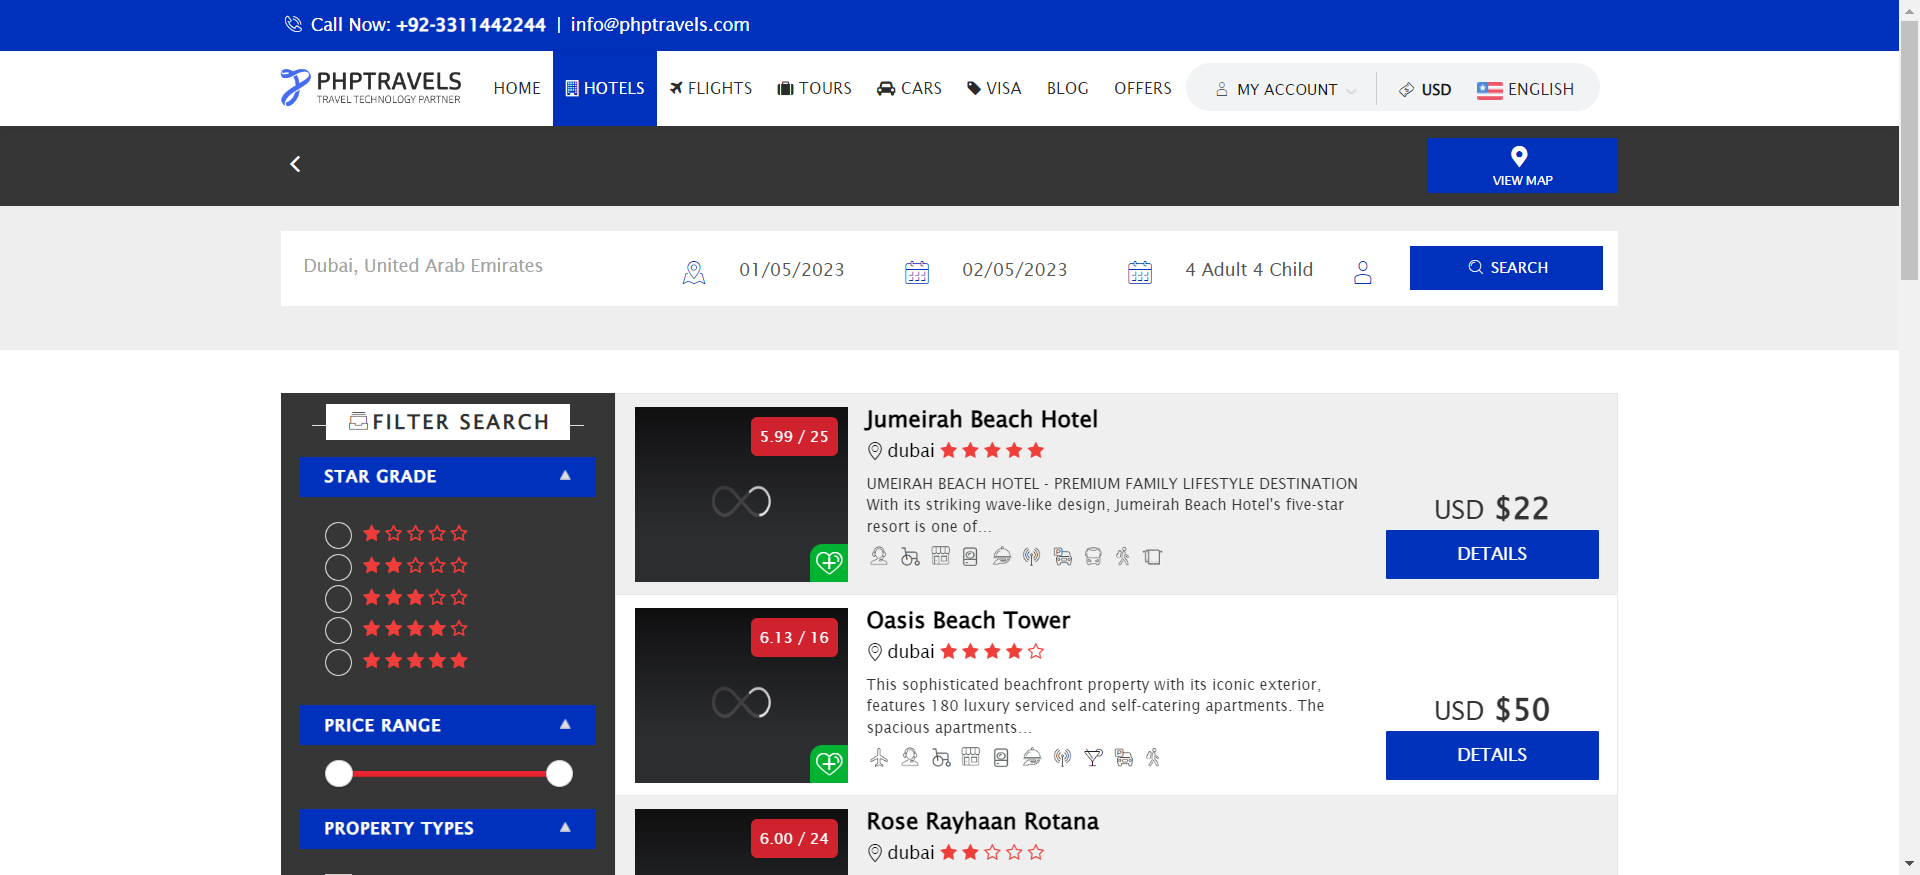 Call Now: +92-3311442244 | info@phptravels.com
PHPTRAVELS
TRAVEL TECHNOLOGY PARTNER
HOME HOTELS FLIGHTS TOURS CARS VISA BLOG OFFERS MY ACCOUNT USD ENGLISH
VIEW MAP
Dubai, United Arab Emirates 01/05/2023 02/05/2023 4 Adult 4 Child SEARCH
FILTER SEARCH
STAR GRADE
PRICE RANGE
PROPERTY TYPES
5.99 / 25
Jumeirah Beach Hotel
dubai
UMEIRAH BEACH HOTEL - PREMIUM FAMILY LIFESTYLE DESTINATION
With its striking wave-like design, Jumeirah Beach Hotel's five-star
resort is one of...
USD $22
DETAILS
6.13 / 16
Oasis Beach Tower
dubai
This sophisticated beachfront property with its iconic exterior,
features 180 luxury serviced and self-catering apartments. The
spacious apartments...
USD $50
DETAILS
6.00 / 24
Rose Rayhaan Rotana
dubai